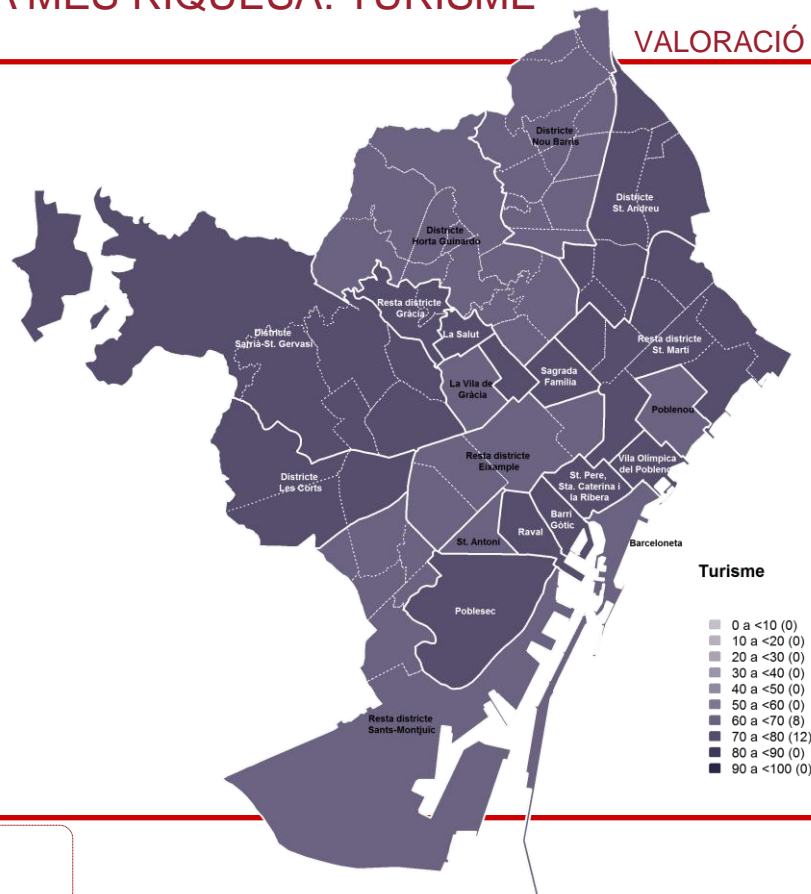 A MÉS RIQUESA: TURISME
VALORACIÓ
Districte
Nou Barris
Districte
St. Andreu
Districte
Horta Guinardo
Resta districte
Gràcia
La Salut
Districte
Sarrià-St. Gervasi
Resta districte
St. Martí
Sagrada
Família
La Vila de
Gràcia
Poblenou
Resta districte
Eixample
Vila Olímpica
del Poblenou
Districte
Les Corts
St. Pere,
Sta. Caterina i
la Ribera
Barri
Gòtic
Raval
St. Antoni
Barceloneta
Poblesec
Resta districte
Sants-Montjuïc
Turisme
0 a <10 (0)
10 a <20 (0)
20 a <30 (0)
30 a <40 (0)
40 a <50 (0)
50 a <60 (0)
60 a <70 (8)
70 a <80 (12)
80 a <90 (0)
90 a <100 (0)